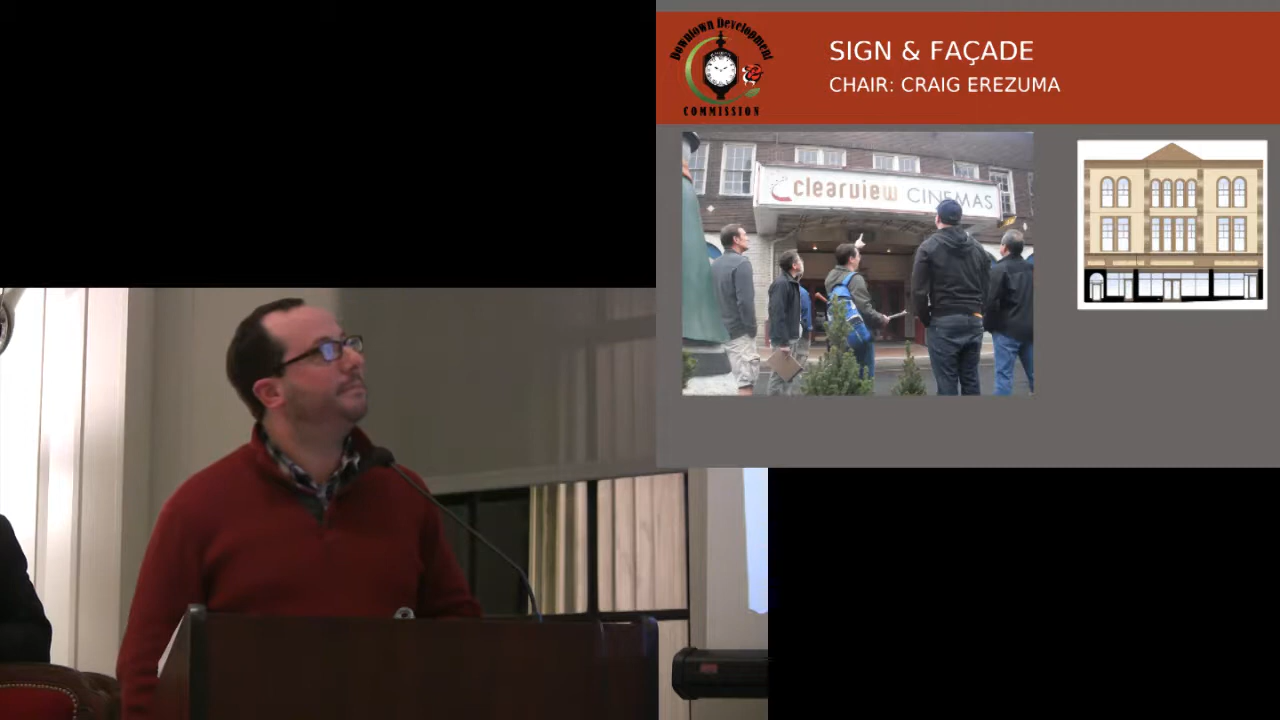 Downtown Development
COMMISSION
SIGN & FAÇADE
CHAIR: CRAIG EREZUMA
clearview CINEMAS